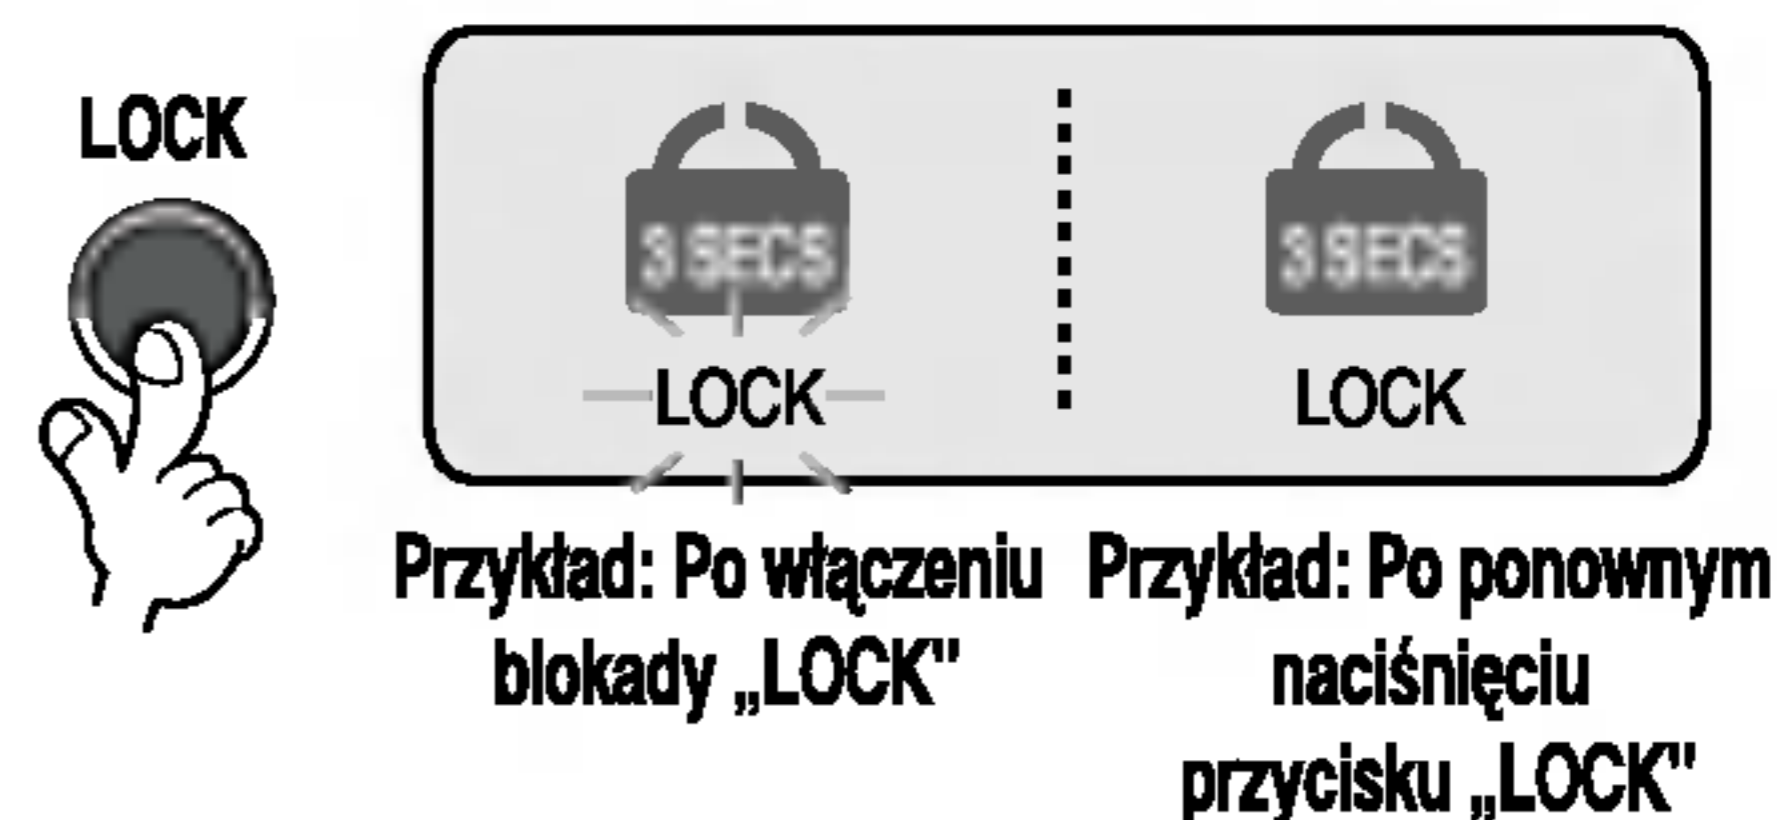 LOCK
3 SECS
3 SECS
LOCK
LOCK
Przykład: Po włączeniu
blokady „LOCK"
Przykład: Po ponownym
naciśnięciu
przycisku „LOCK"